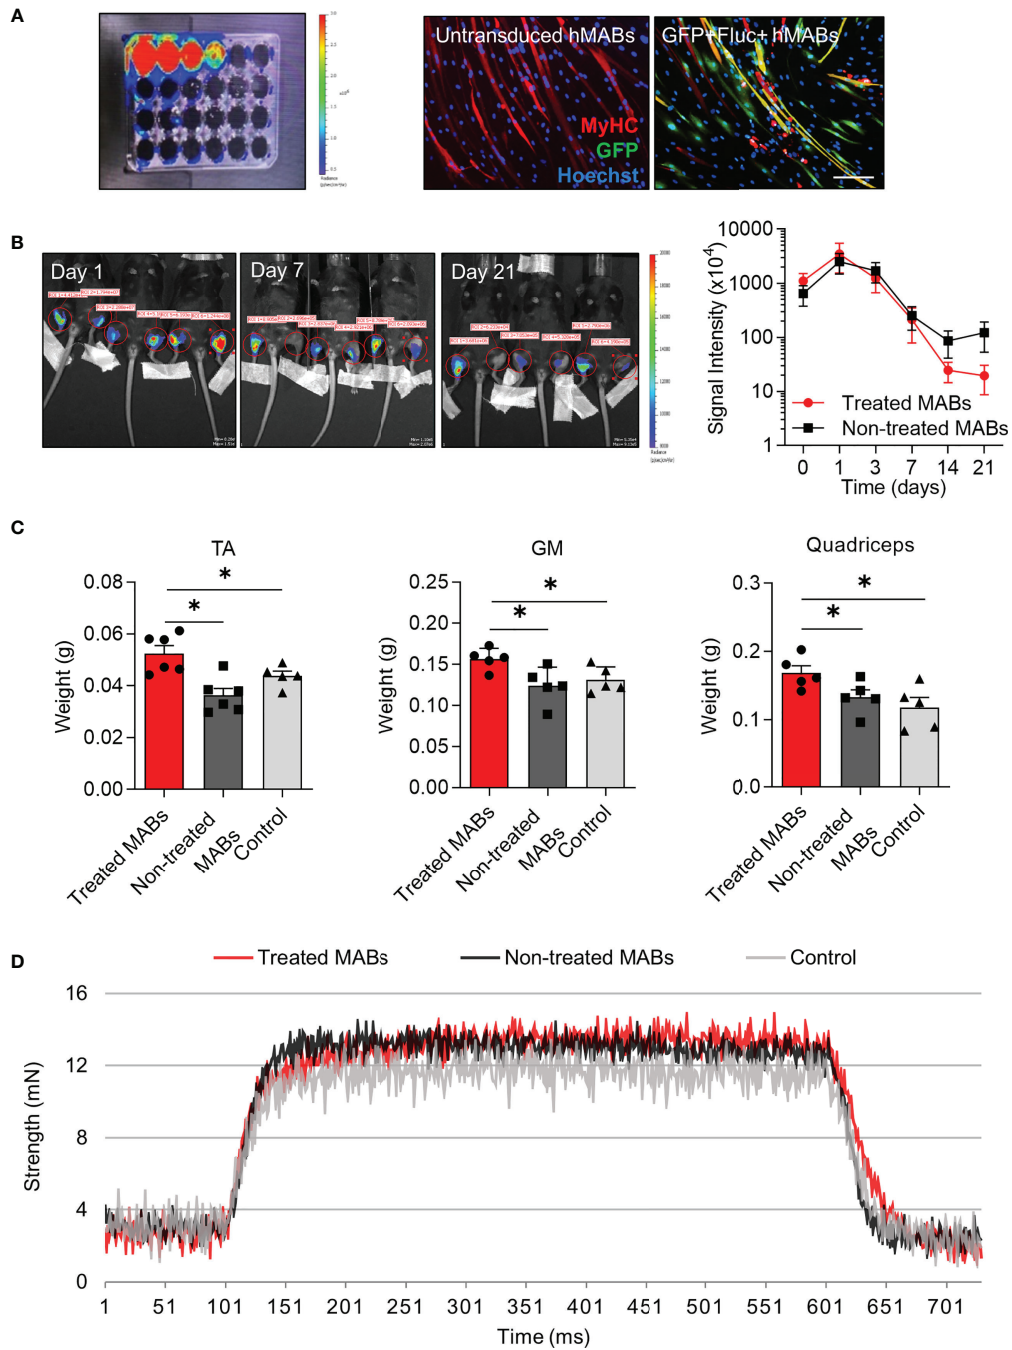 A
Untransduced hMABs
MyHC
GFP
Hoechst
GFP+Fluc+ hMABs
Radiance
B
Day 1
Day 7
Day 21
Radiance
Signal Intensity (x10⁴)
10000
1000
100
10
1
Treated MABs
Non-treated MABs
0 1 3 7 14 21
Time (days)
C
TA
Weight (g)
0.08
0.06
0.04
0.02
0.00
*
*
Treated MABs
Non-treated
MABs
Control
GM
Weight (g)
0.25
0.20
0.15
0.10
0.05
0.00
*
*
Treated MABs
Non-treated
MABs
Control
Quadriceps
Weight (g)
0.3
0.2
0.1
0.0
*
*
Treated MABs
Non-treated
MABs
Control
D
Treated MABs Non-treated MABs Control
Strength (mN)
16
12
8
4
0
1 51 101 151 201 251 301 351 401 451 501 551 601 651 701
Time (ms)